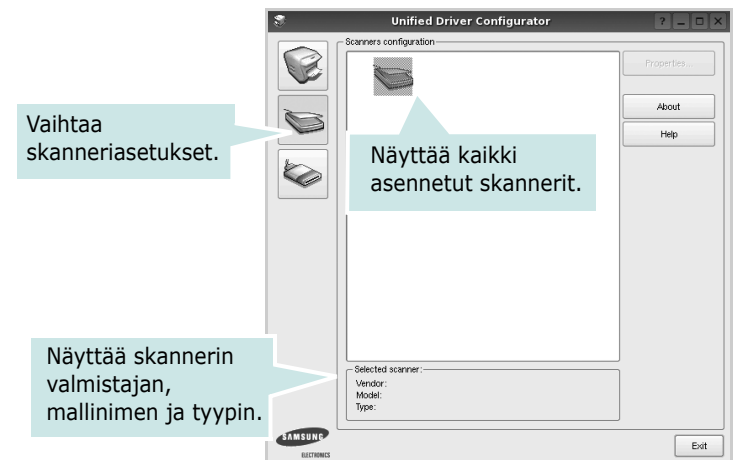 Unified Driver Configurator
Scanners configuration
Properties...
About
Help
Vaihtaa
skanneriasetukset.
Näyttää kaikki
asennetut skannerit.
Näyttää skannerin
valmistajan,
mallinimen ja tyypin.
Selected scanner:
Vendor:
Model:
Type:
SAMSUNG
ELECTRONICS
Exit